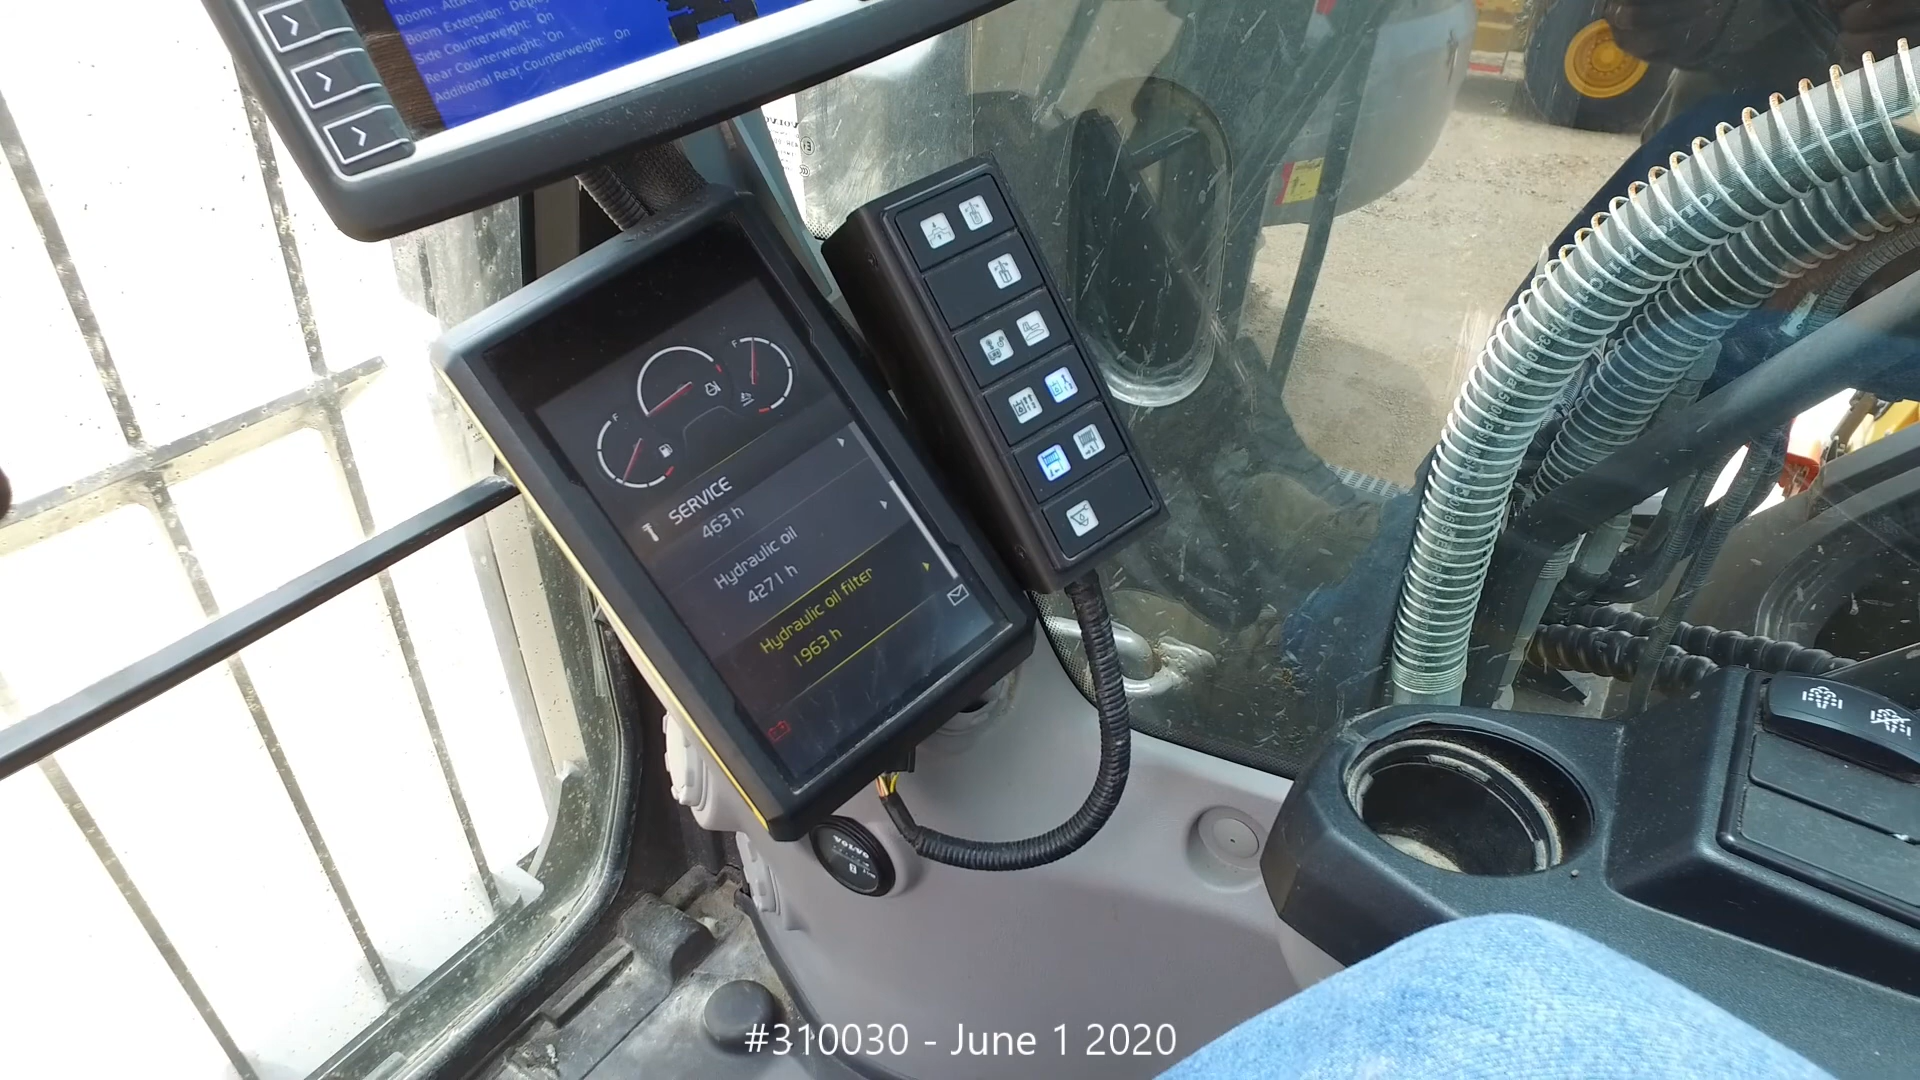 Boom Extension:
Side Counterweight: On
Rear Counterweight: On
Additional Rear Counterweight: On
VOLVO
F
F
SERVICE
463 h
Hydraulic oil
4271 h
Hydraulic oil filter
1963 h
#310030 - June 1 2020